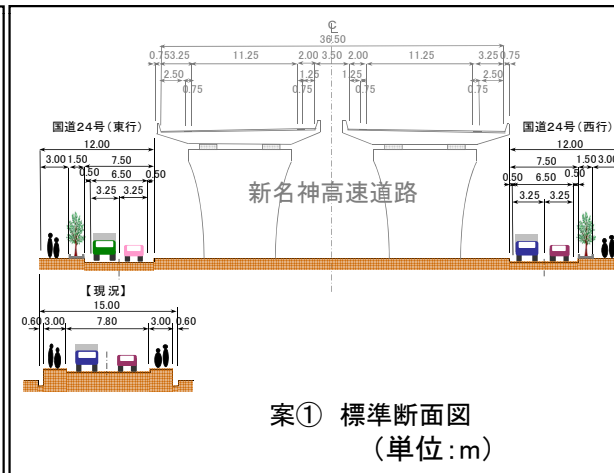 ℄
36.50
0.75 3.25 11.25 2.00 3.50 2.00 11.25 3.25 0.75
2.50 1.25 1.25 2.50
0.75 0.75 0.75 0.75
国道24号(東行) 国道24号(西行)
12.00 12.00
3.00 1.50 7.50 7.50 1.50 3.00
0.50 6.50 0.50 0.50 6.50 0.50
3.25 3.25 3.25 3.25
新名神高速道路
【現況】
15.00
0.60 3.00 7.80 3.00 0.60
案① 標準断面図
(単位:m)